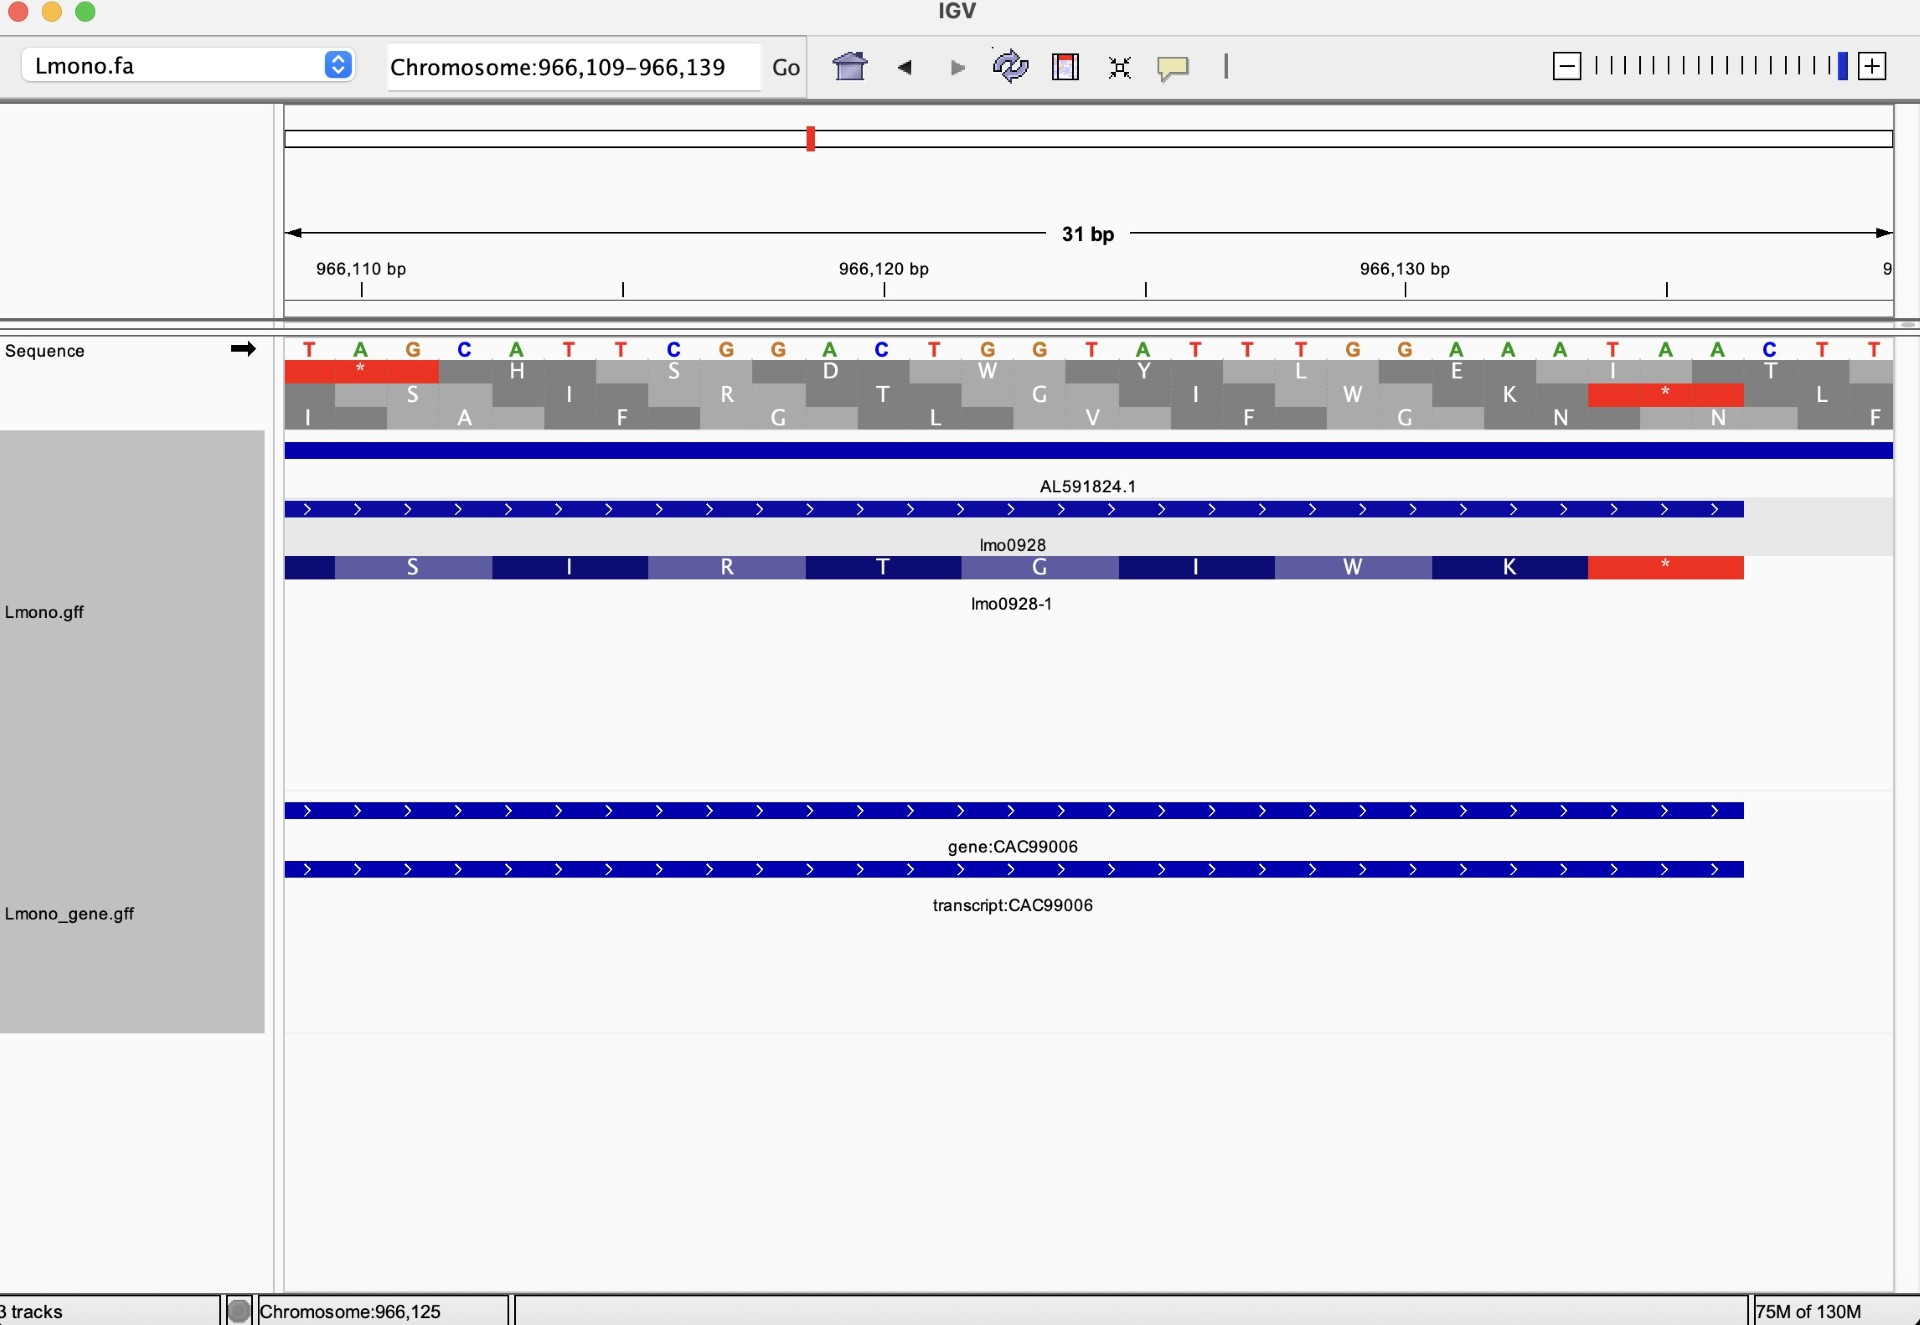 IGV
Lmono.fa
Chromosome:966,109-966,139
Go
31 bp
966,110 bp 966,120 bp 966,130 bp 9
Sequence
T A G C A T T C G G A C T G G T A T T T G G A A A T A A C T T
* H S D W Y L E I T
S I R T G I W K * L
I A F G L V F G N N F
AL591824.1
lmo0928
S I R T G I W K *
lmo0928-1
Lmono.gff
gene:CAC99006
transcript:CAC99006
Lmono_gene.gff
3 tracks
Chromosome:966,125
75M of 130M